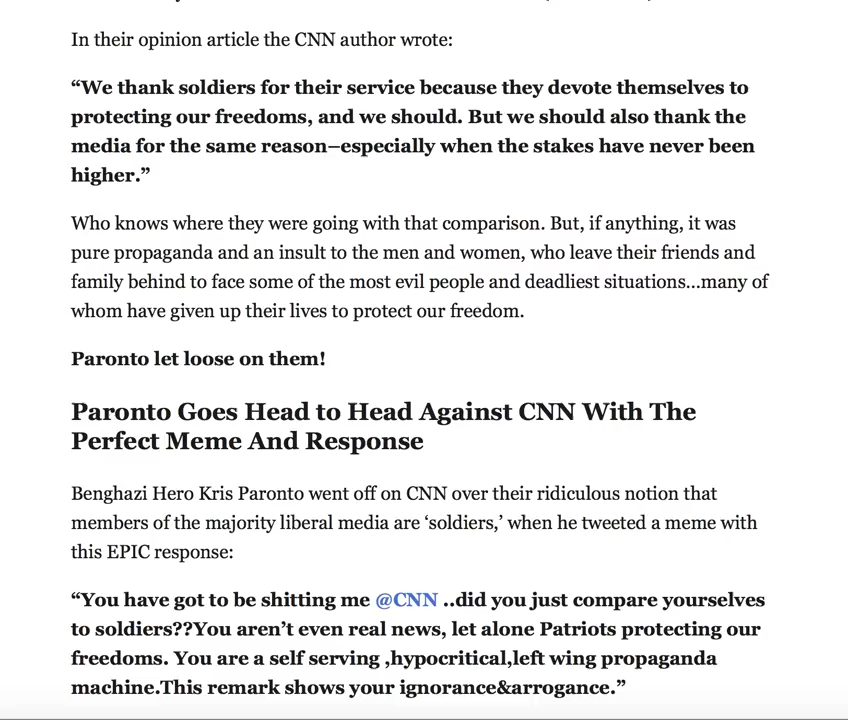 In their opinion article the CNN author wrote:
“We thank soldiers for their service because they devote themselves to
protecting our freedoms, and we should. But we should also thank the
media for the same reason–especially when the stakes have never been
higher.”
Who knows where they were going with that comparison. But, if anything, it was
pure propaganda and an insult to the men and women, who leave their friends and
family behind to face some of the most evil people and deadliest situations...many of
whom have given up their lives to protect our freedom.
Paronto let loose on them!
Paronto Goes Head to Head Against CNN With The
Perfect Meme And Response
Benghazi Hero Kris Paronto went off on CNN over their ridiculous notion that
members of the majority liberal media are ‘soldiers,’ when he tweeted a meme with
this EPIC response:
“You have got to be shitting me @CNN ..did you just compare yourselves
to soldiers??You aren’t even real news, let alone Patriots protecting our
freedoms. You are a self serving ,hypocritical,left wing propaganda
machine.This remark shows your ignorance&arrogance.”